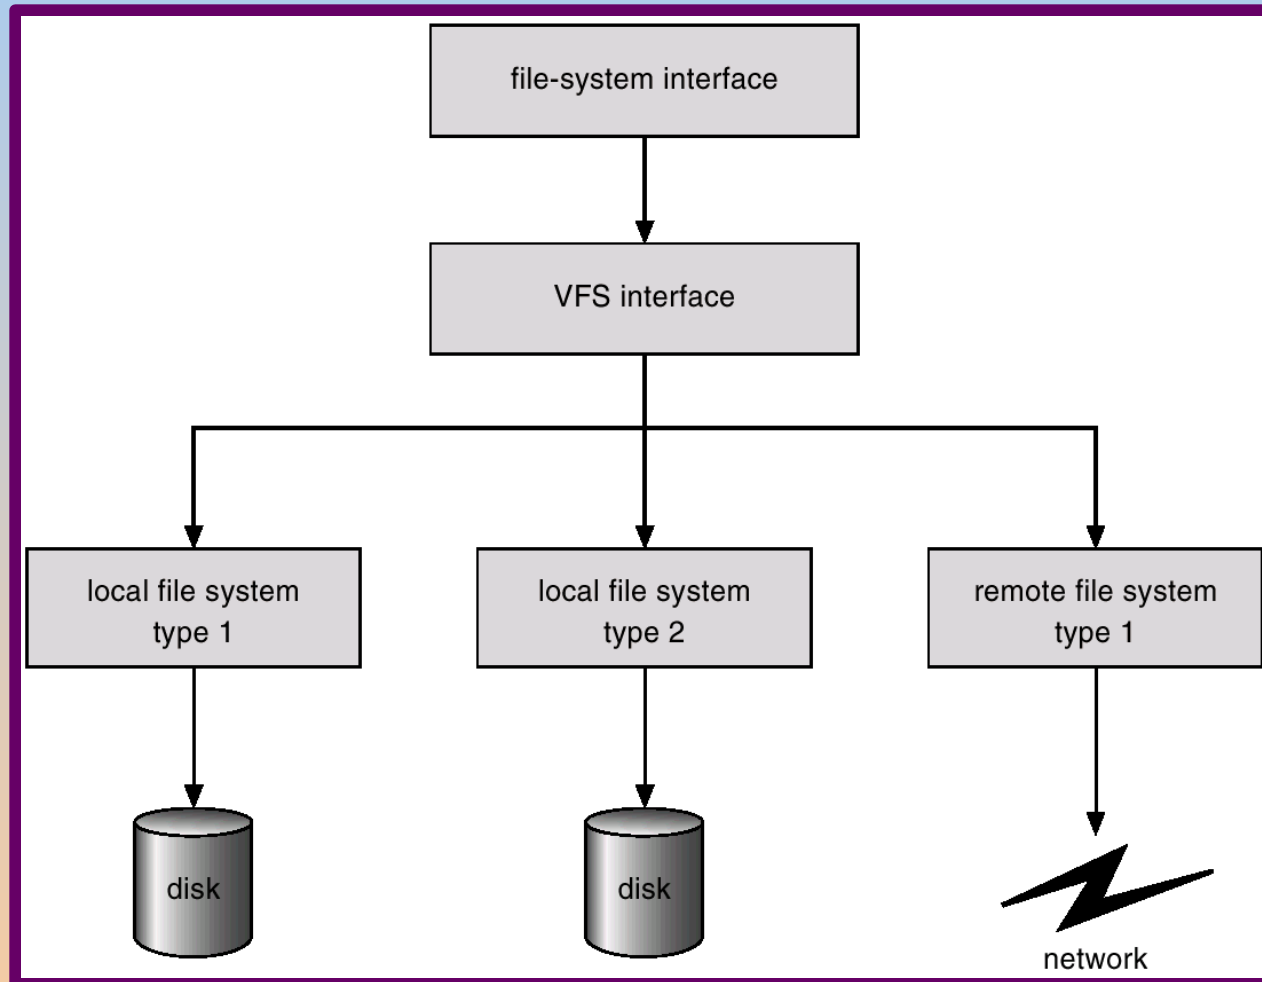 file-system interface
VFS interface
local file system
type 1
local file system
type 2
remote file system
type 1
disk
disk
network